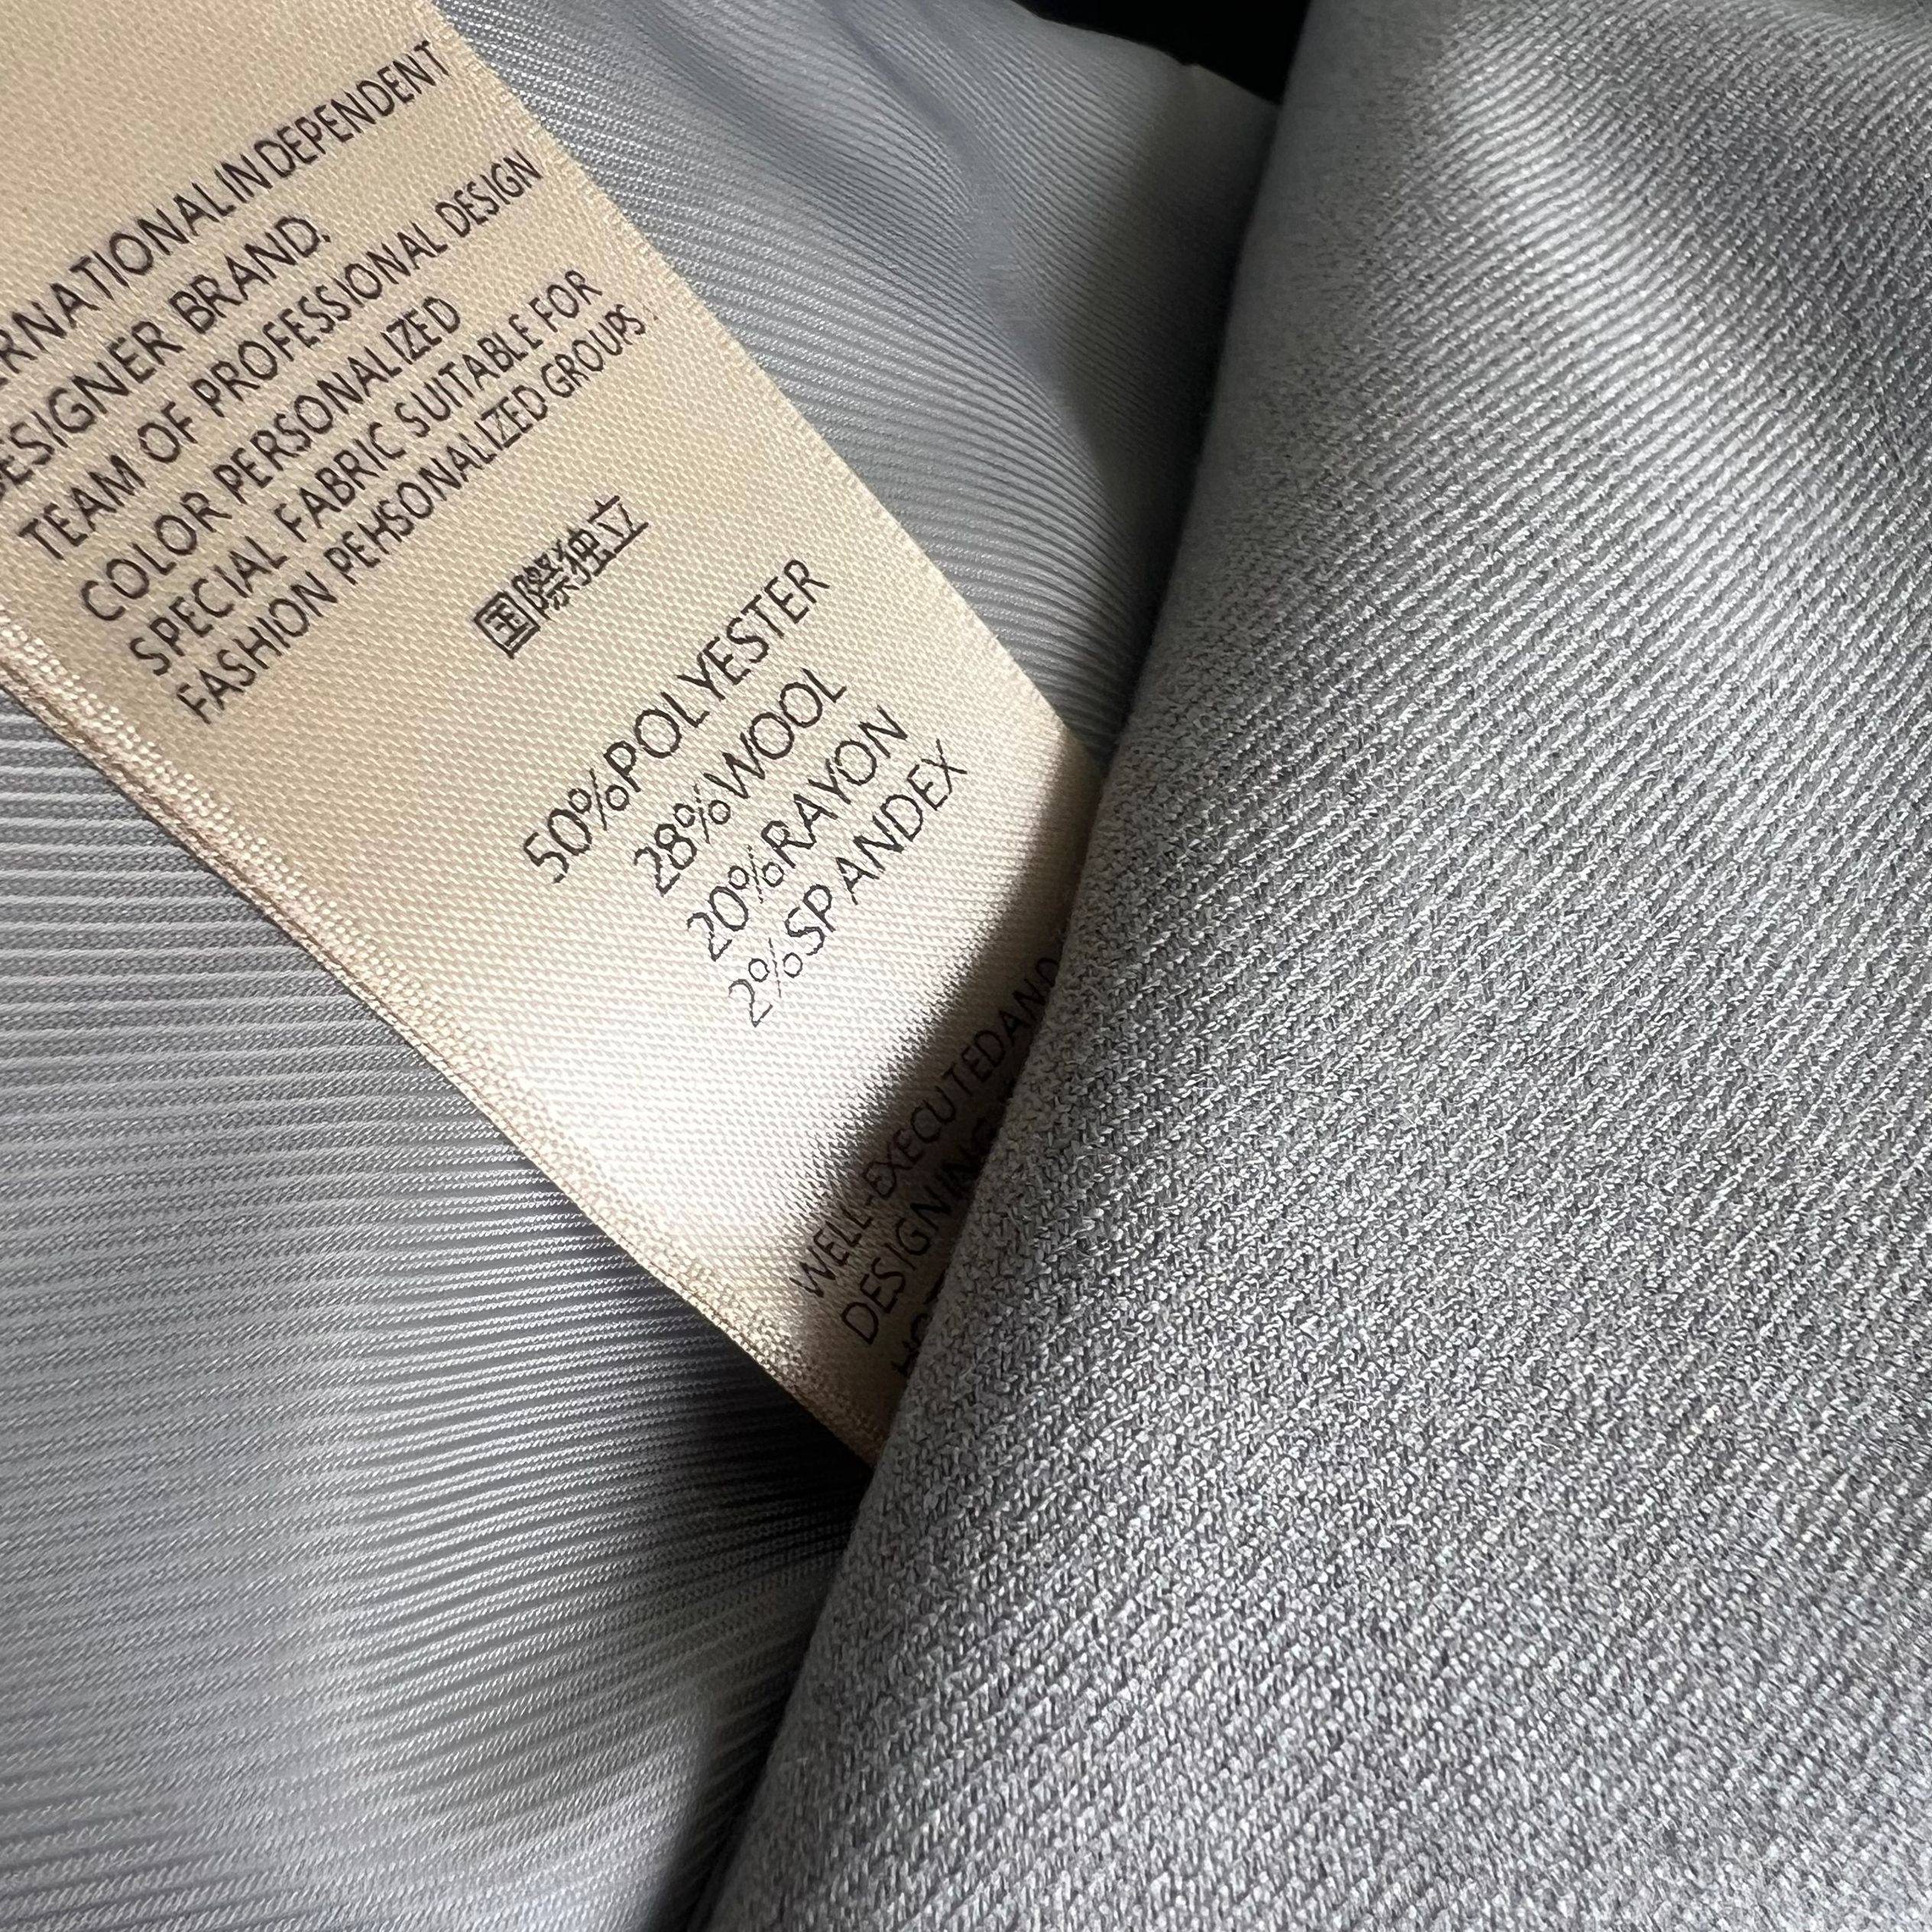 ERNATIONALINDEPENDENT
DESIGNER BRAND.
TEAM OF PROFESSIONAL DESIGN
COLOR PERSONALIZED
SPECIAL FABRIC SUITABLE FOR
FASHION PEHSONALIZED GROUPS.
国際独立
50%POLYESTER
28%WOOL
20%RAYON
2%SPANDEX
WELL-EXECUTEDAND
DESIGNING